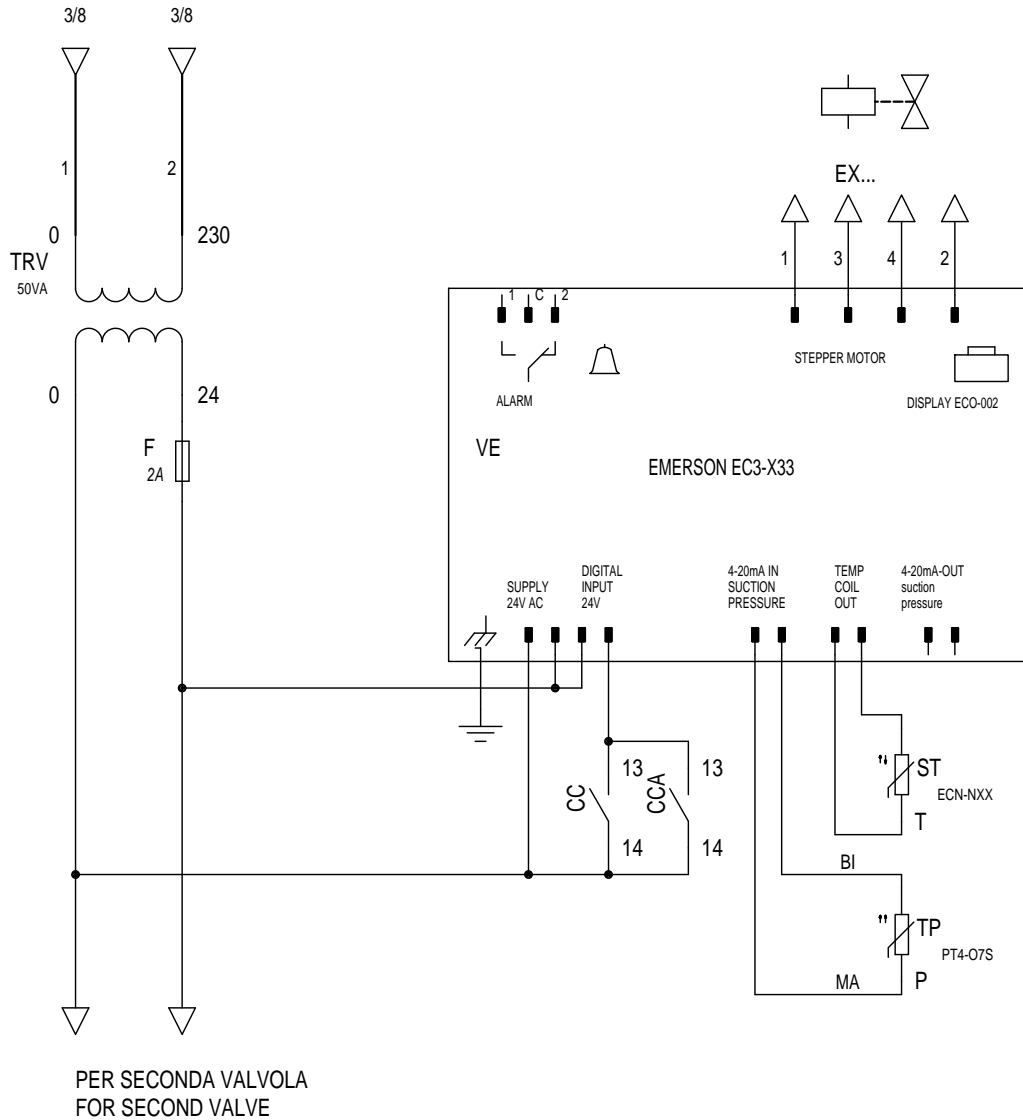 3/8 3/8
EX...
1 2
1 3 4 2
0 230
TRV
50VA
1 C 2
STEPPER MOTOR
ALARM
DISPLAY ECO-002
0 24
F
2A
VE
EMERSON EC3-X33
SUPPLY
24V AC
DIGITAL
INPUT
24V
4-20mA IN
SUCTION
PRESSURE
TEMP
COIL
OUT
4-20mA-OUT
suction
pressure
13 13
CC CCA
14 14
ST
ECN-NXX
T
BI
TP
PT4-O7S
MA P
PER SECONDA VALVOLA
FOR SECOND VALVE